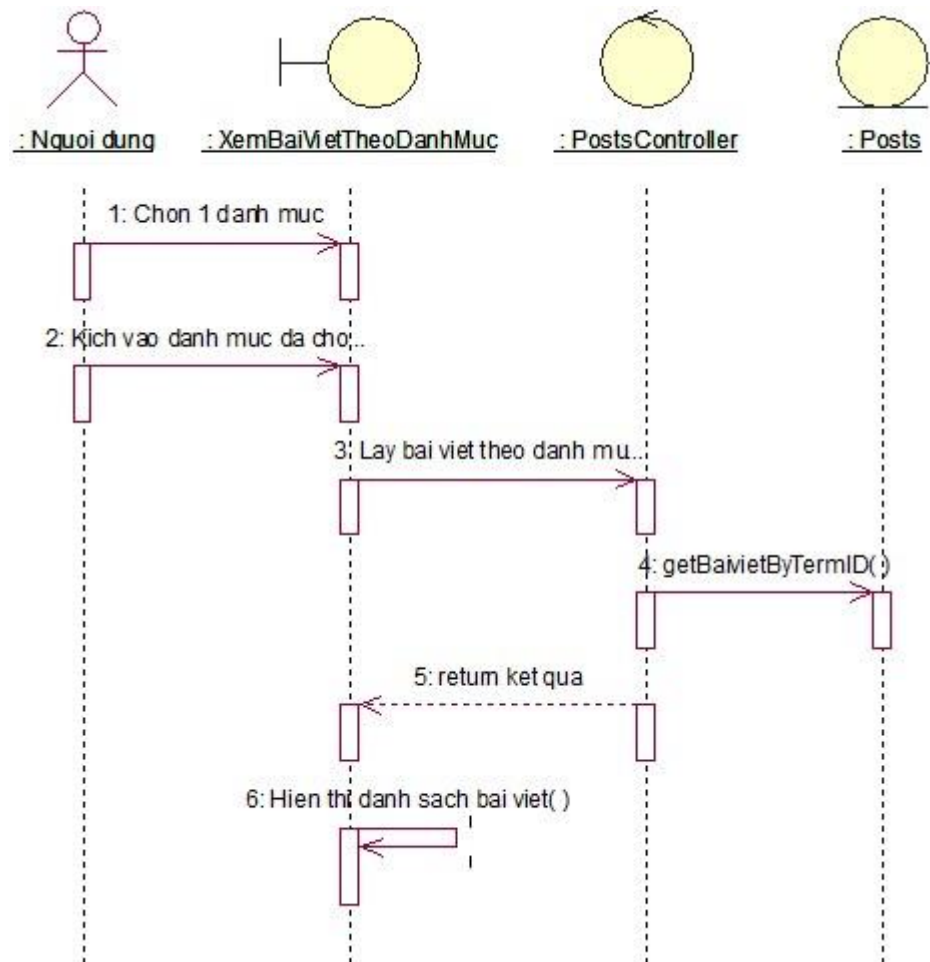 : Nguoi dung
: XemBaiVietTheoDanhMuc
: PostsController
: Posts
1: Chon 1 danh muc
2: Kich vao danh muc da cho...
3: Lay bai viet theo danh mu...
4: getBaivietByTermID( )
5: return ket qua
6: Hien thi danh sach bai viet( )